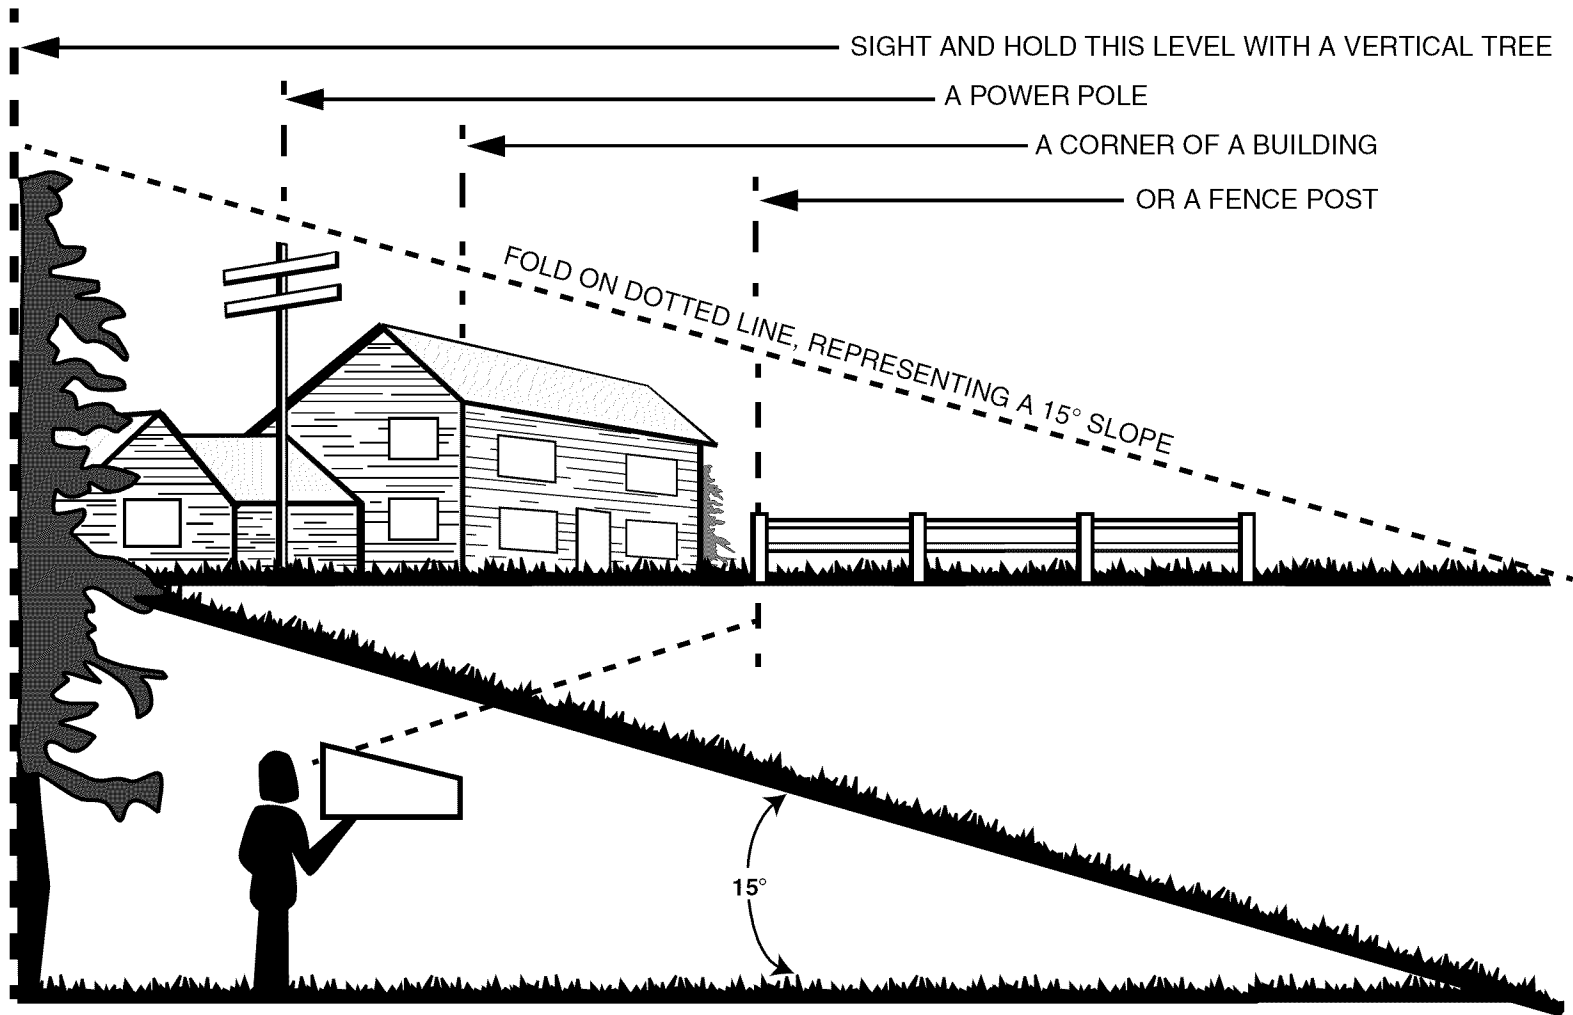 SIGHT AND HOLD THIS LEVEL WITH A VERTICAL TREE
A POWER POLE
A CORNER OF A BUILDING
OR A FENCE POST
FOLD ON DOTTED LINE, REPRESENTING A 15° SLOPE
15°